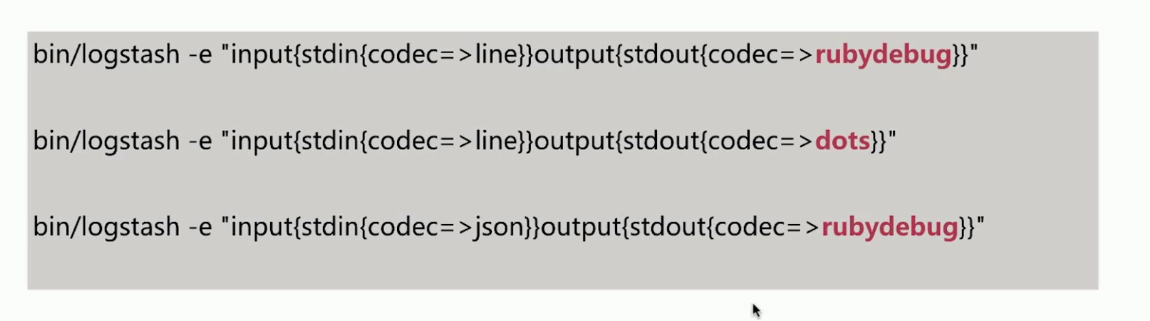 bin/logstash -e "input{stdin{codec=>line}}output{stdout{codec=>rubydebug}}"
bin/logstash -e "input{stdin{codec=>line}}output{stdout{codec=>dots}}"
bin/logstash -e "input{stdin{codec=>json}}output{stdout{codec=>rubydebug}}"